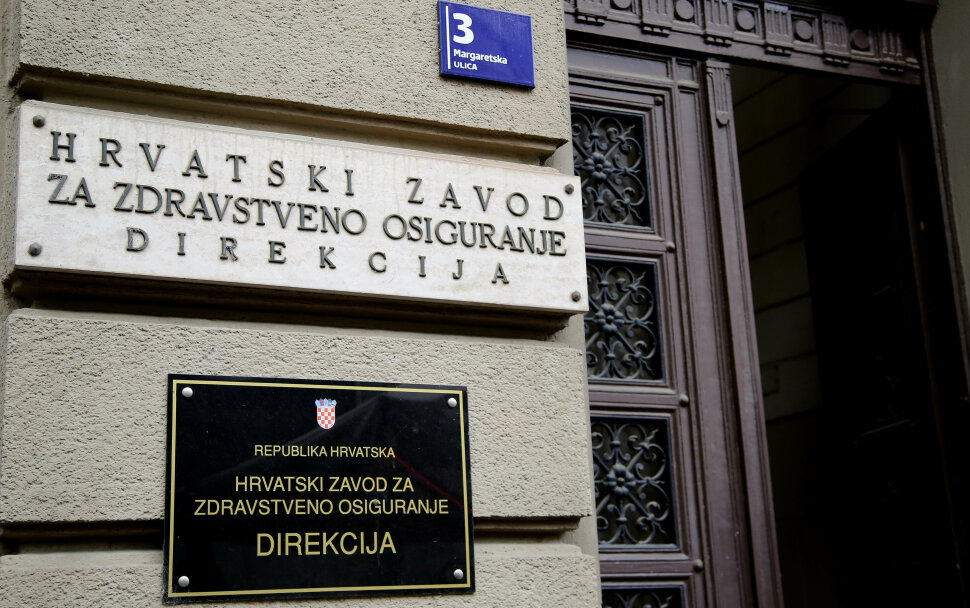 3
Margaretska
ULICA
HRVATSKI ZAVOD
ZA ZDRAVSTVENO OSIGURANJE
DIREKCIJA
REPUBLIKA HRVATSKA
HRVATSKI ZAVOD ZA
ZDRAVSTVENO OSIGURANJE
DIREKCIJA